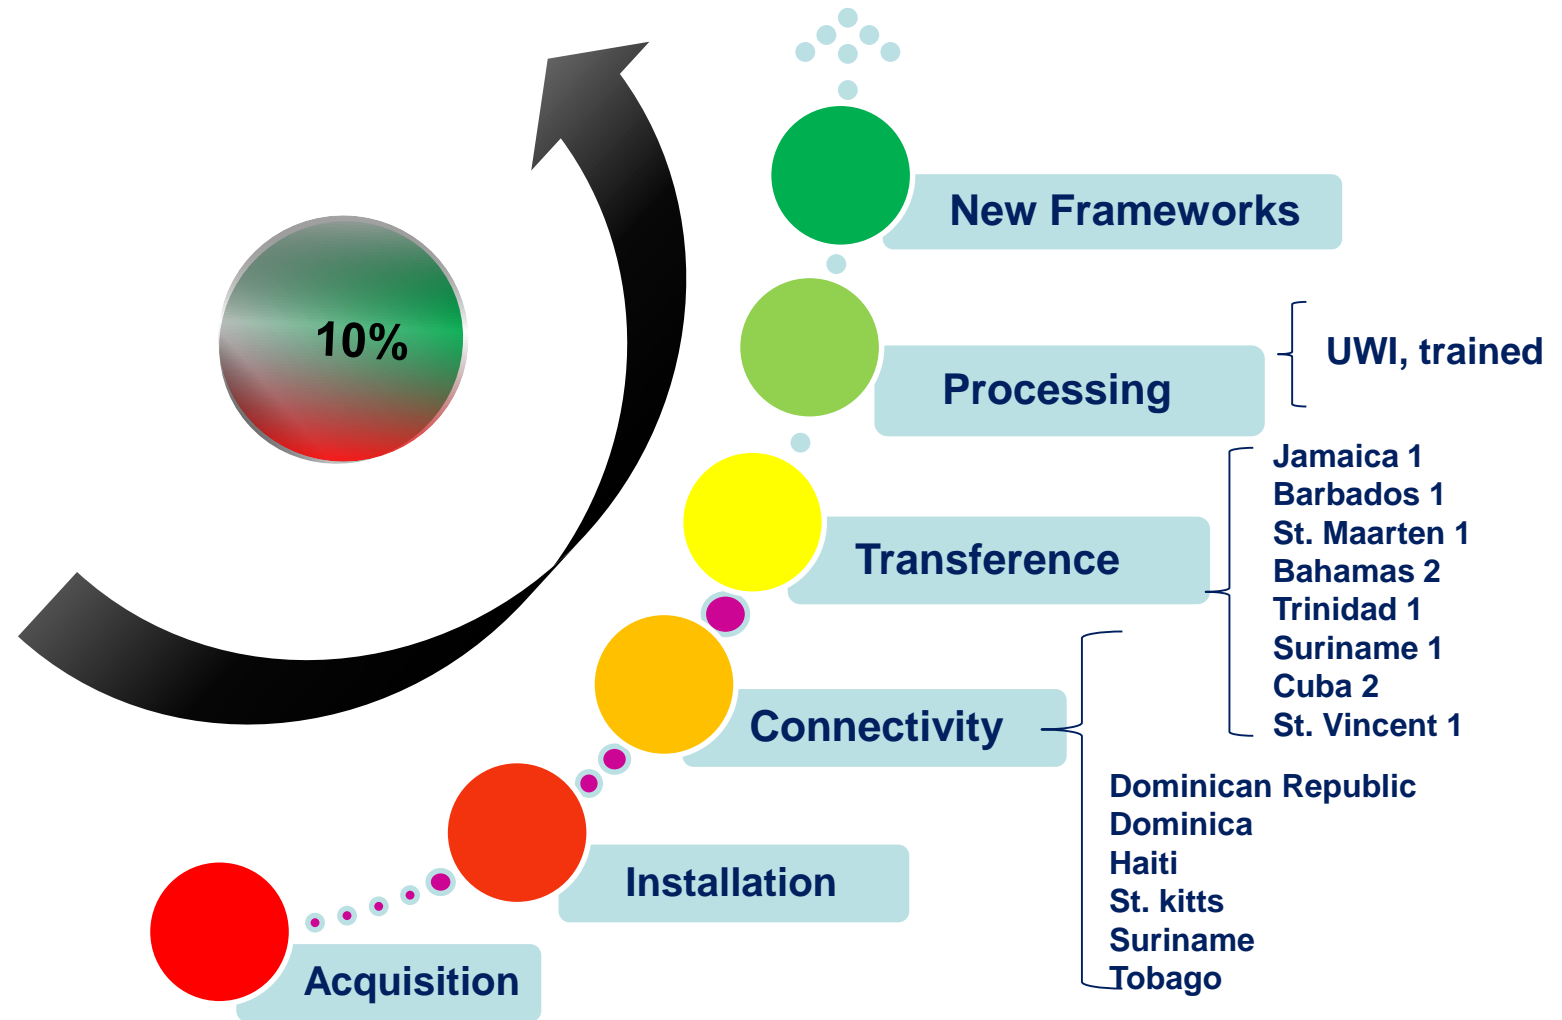 New Frameworks
10%
UWI, trained
Processing
Jamaica 1
Barbados 1
St. Maarten 1
Bahamas 2
Trinidad 1
Suriname 1
Cuba 2
St. Vincent 1
Transference
Connectivity
Dominican Republic
Dominica
Haiti
St. kitts
Suriname
Tobago
Installation
Acquisition